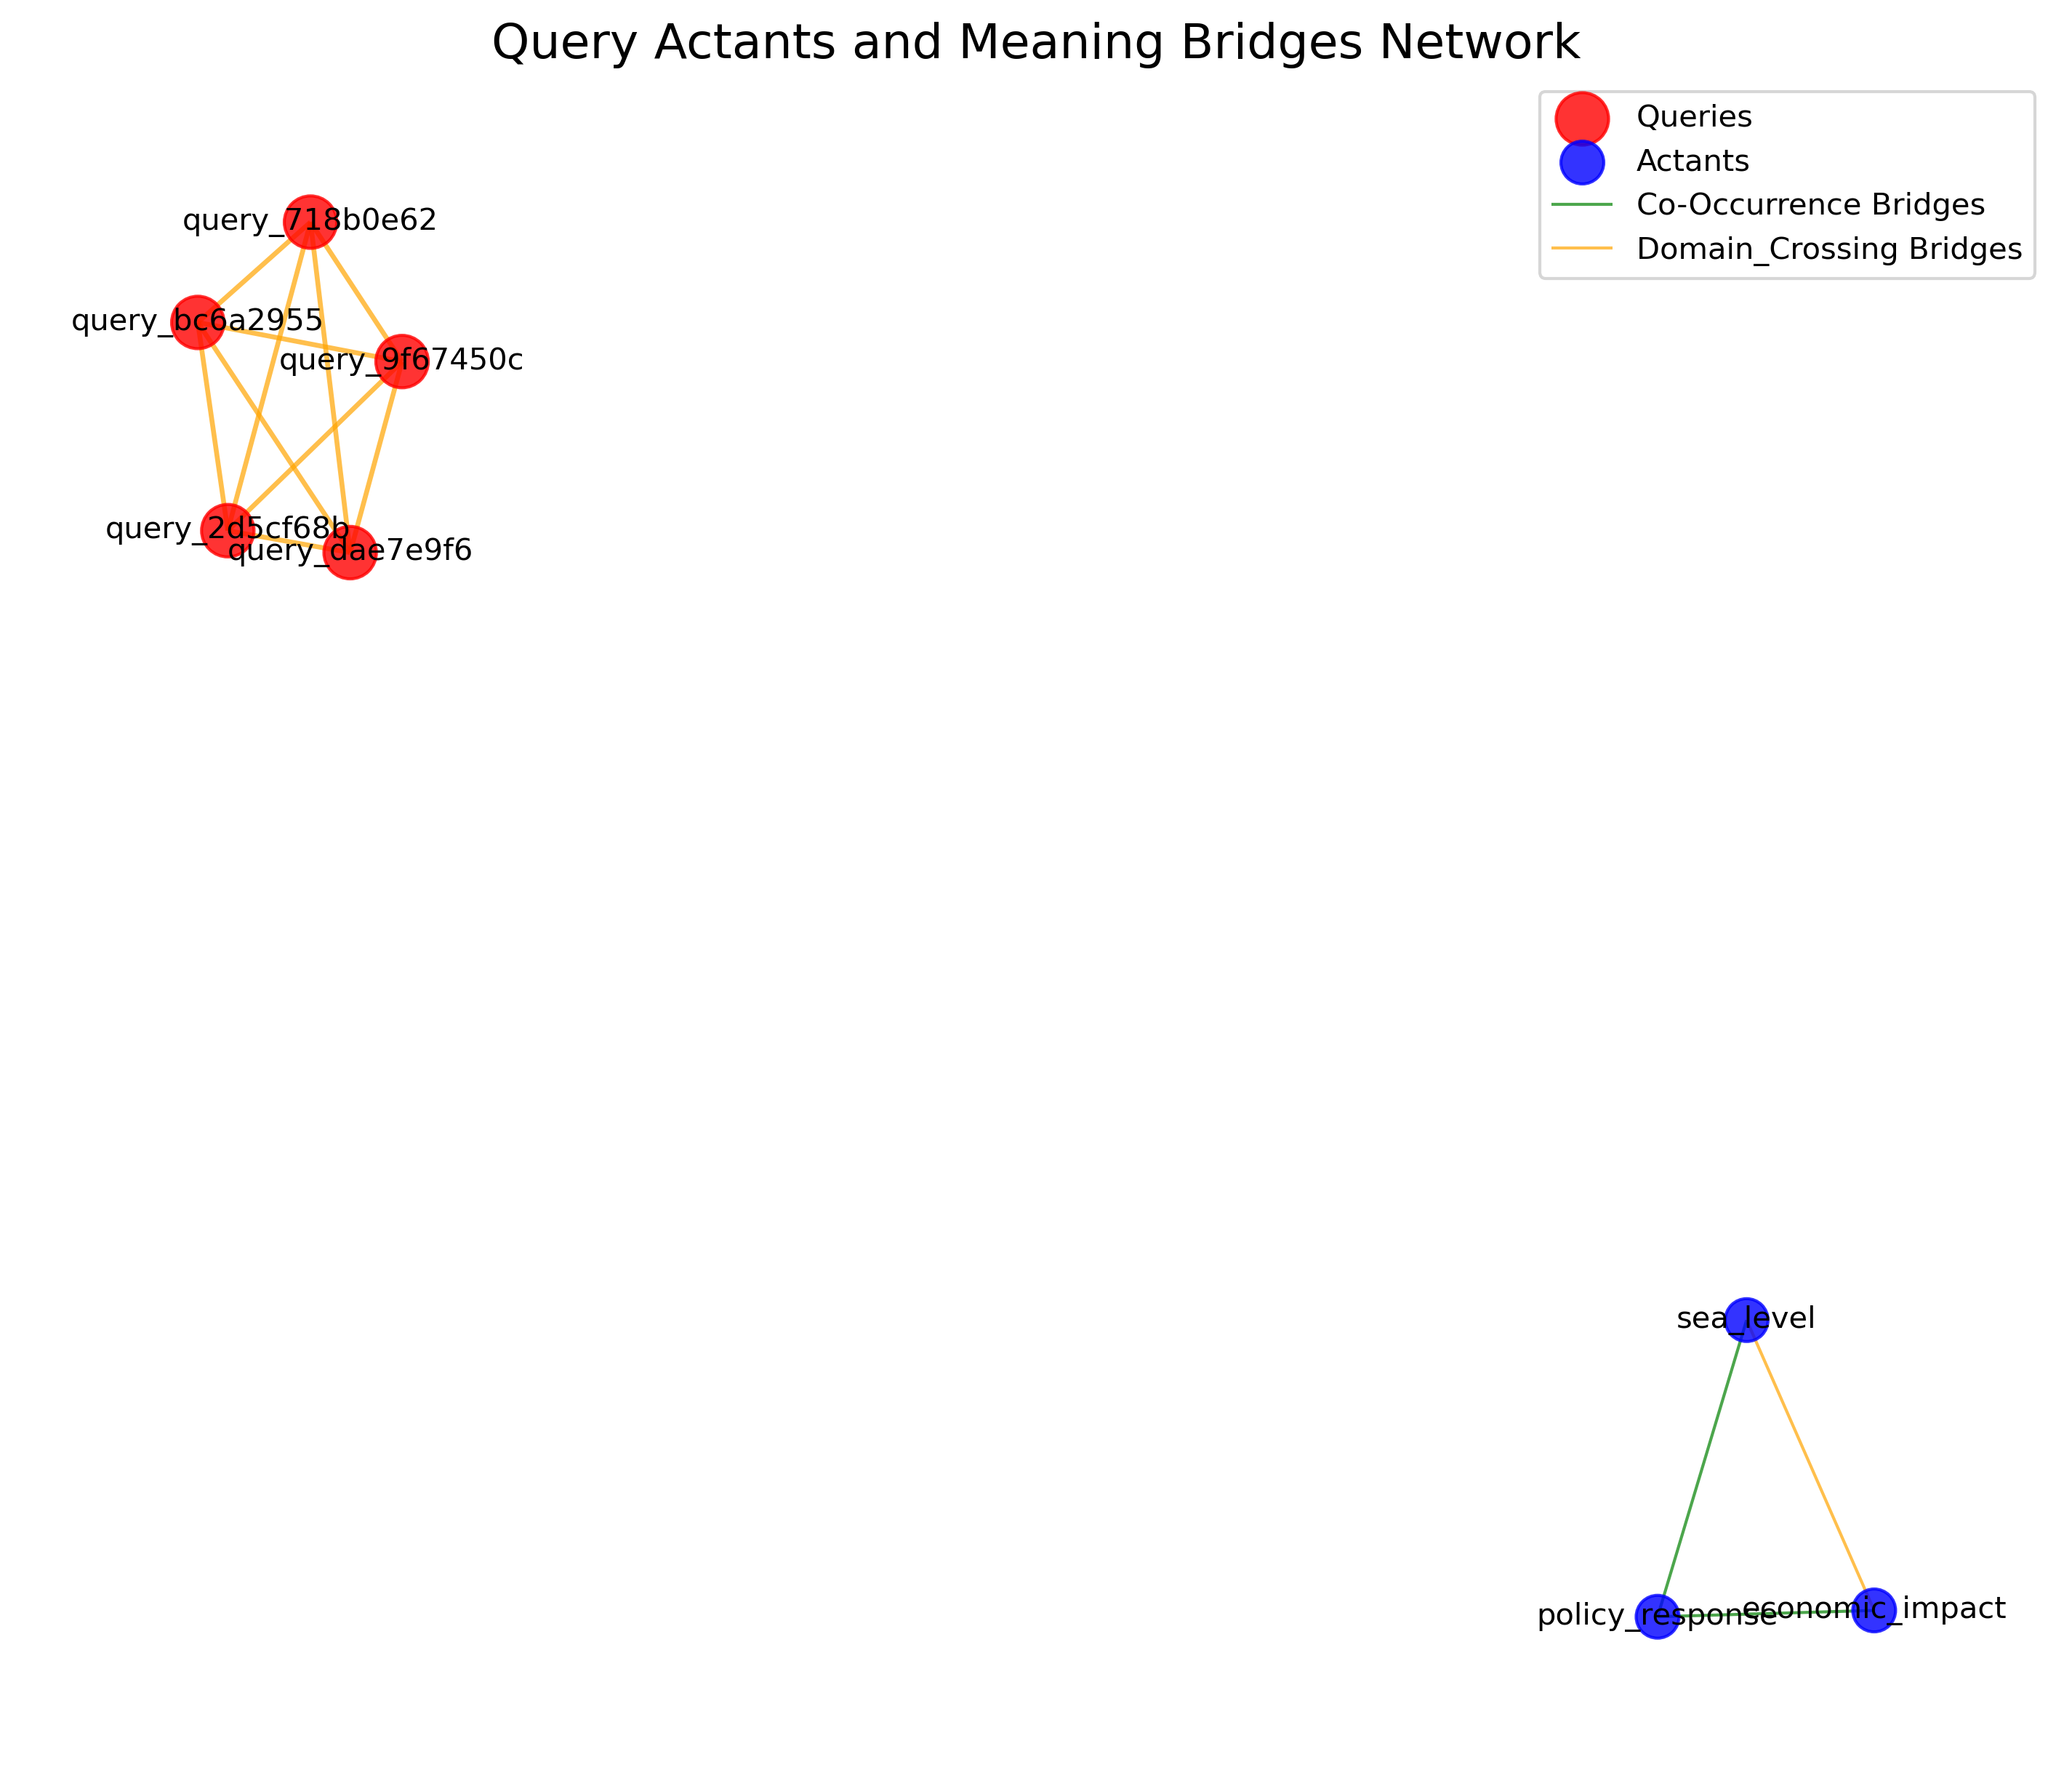 Query Actants and Meaning Bridges Network
Queries
Actants
Co-Occurrence Bridges
Domain_Crossing Bridges
query_718b0e62
query_bc6a2955
query_9f67450c
query_2d5cf68b
query_dae7e9f6
sea_level
policy_response
economic_impact